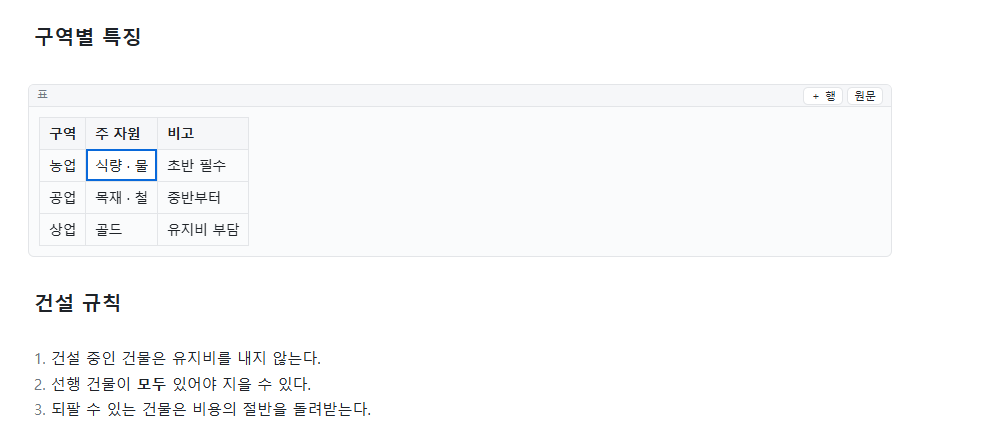 구역별 특징
표
+ 행 원문
구역 주 자원 비고
농업 식량 · 물 초반 필수
공업 목재 · 철 중반부터
상업 골드 유지비 부담
건설 규칙
1. 건설 중인 건물은 유지비를 내지 않는다.
2. 선행 건물이 모두 있어야 지을 수 있다.
3. 되팔 수 있는 건물은 비용의 절반을 돌려받는다.